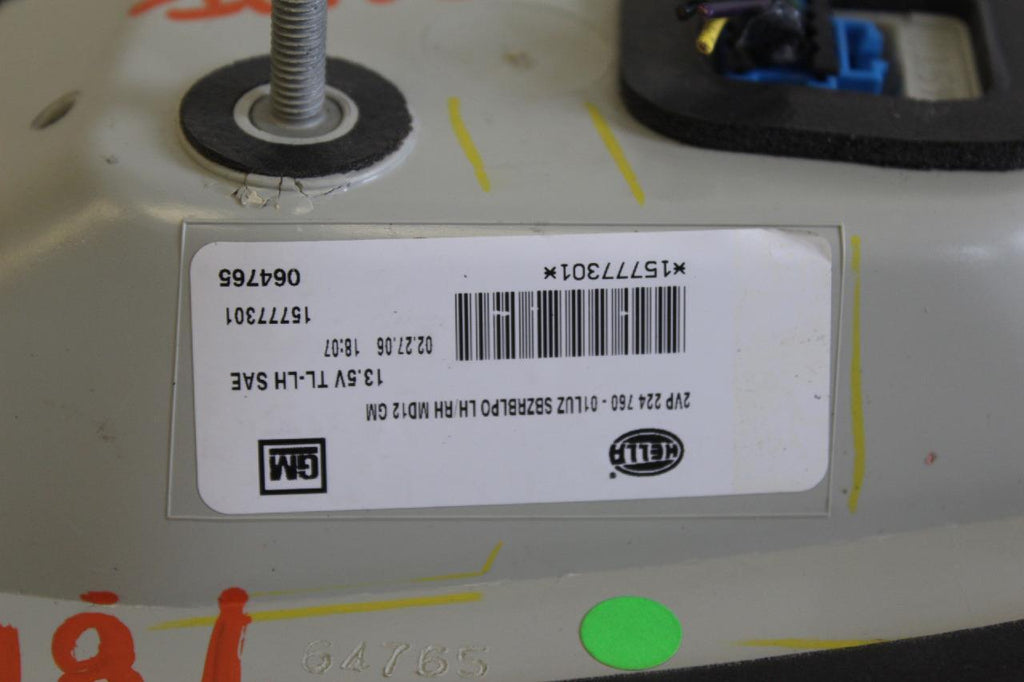 HELLA
GM
2VP 224 760 - 01LUZ SBZRBLPO LH/RH MD12 GM
13.5V TL-LH SAE
02.27.06 18:07
15777301
*15777301*
064765
64765